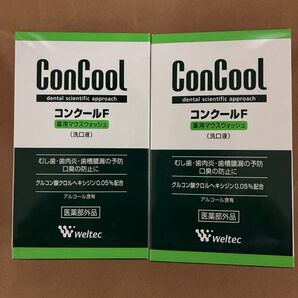 ConCool
dental scientific approach
コンクールF
薬用マウスウォッシュ
(洗口液)
むし歯・歯肉炎・歯槽膿漏の予防
口臭の防止に
グルコン酸クロルヘキシジン0.05%配合
アルコール含有
医薬部外品
Weltec
ConCool
dental scientific approach
コンクールF
薬用マウスウォッシュ
(洗口液)
むし歯・歯肉炎・歯槽膿漏の予防
口臭の防止に
グルコン酸クロルヘキシジン0.05%配合
アルコール含有
医薬部外品
Weltec